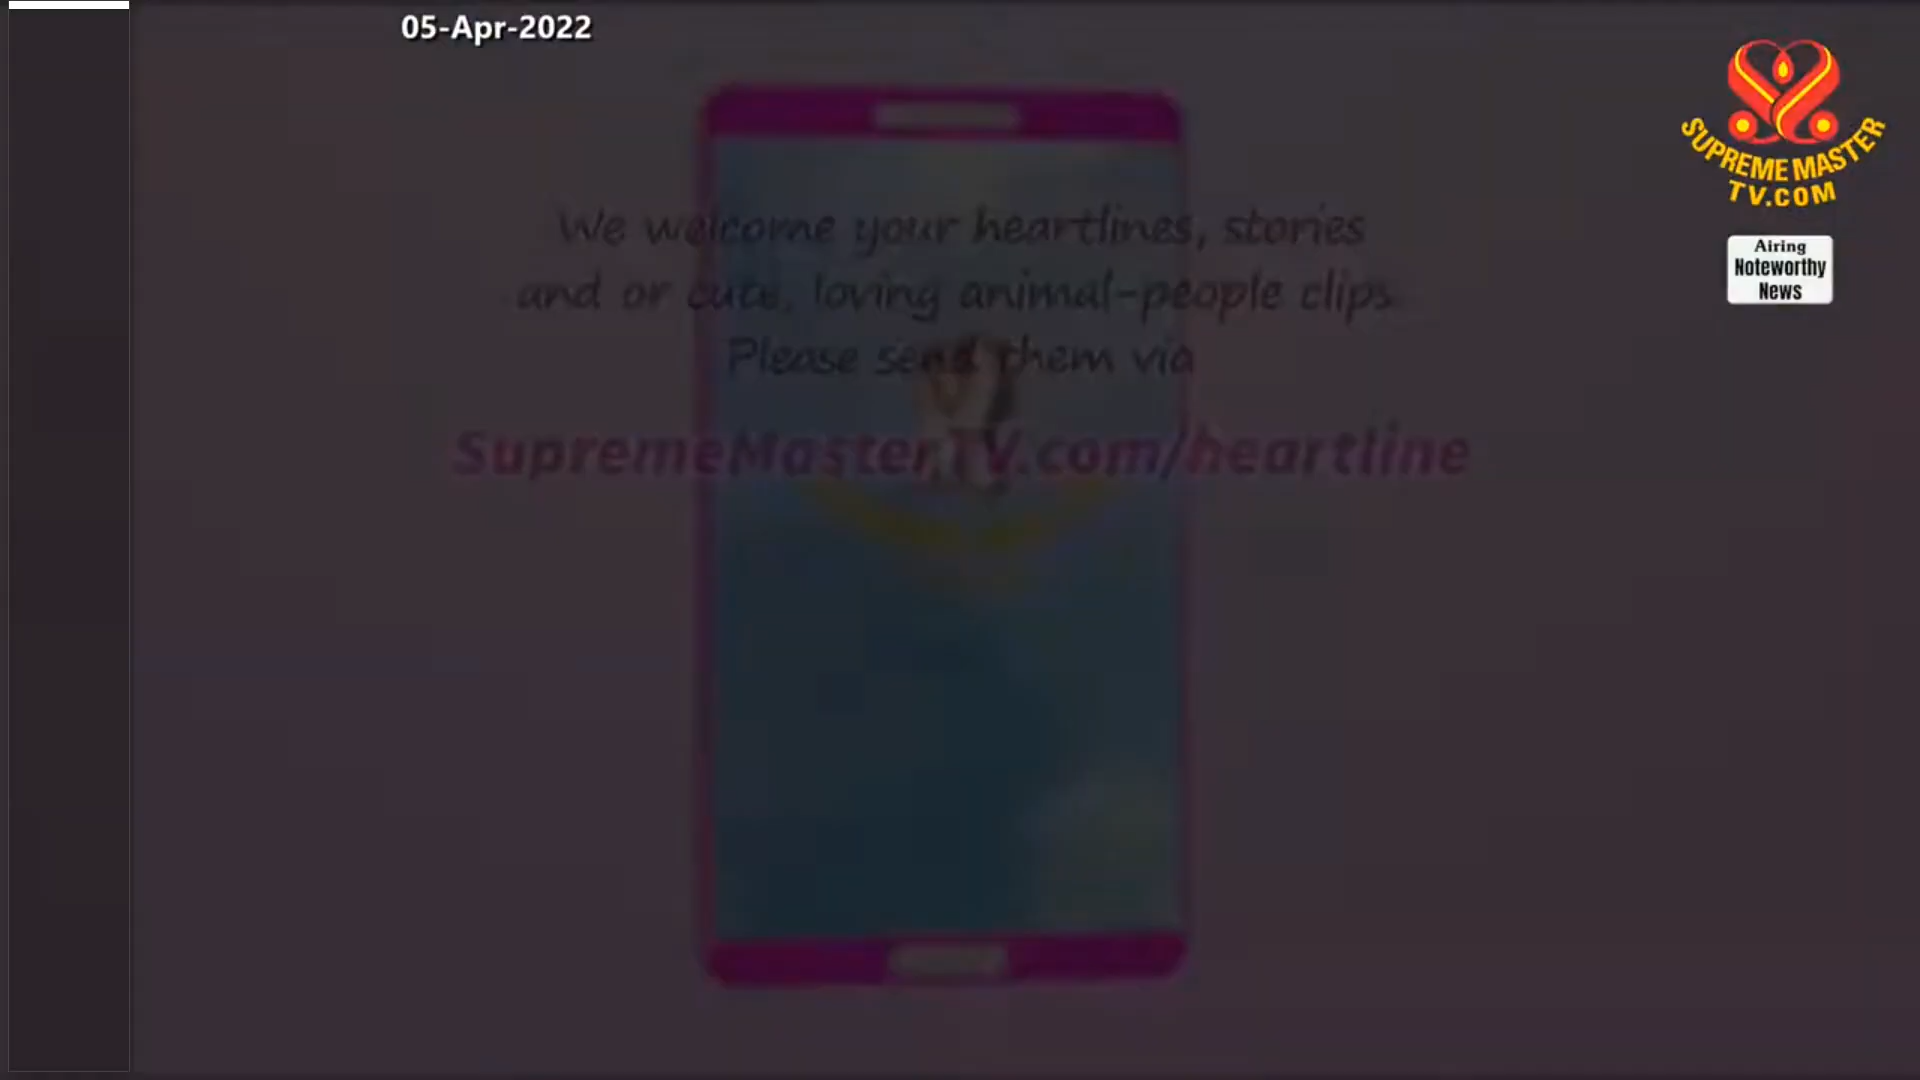 05-Apr-2022
SUPREME MASTER
TV.COM
Airing
Noteworthy
News
We welcome your heartlines, stories
and or cute, loving animal-people clips
Please send them via
SupremeMasterTV.com/heartline